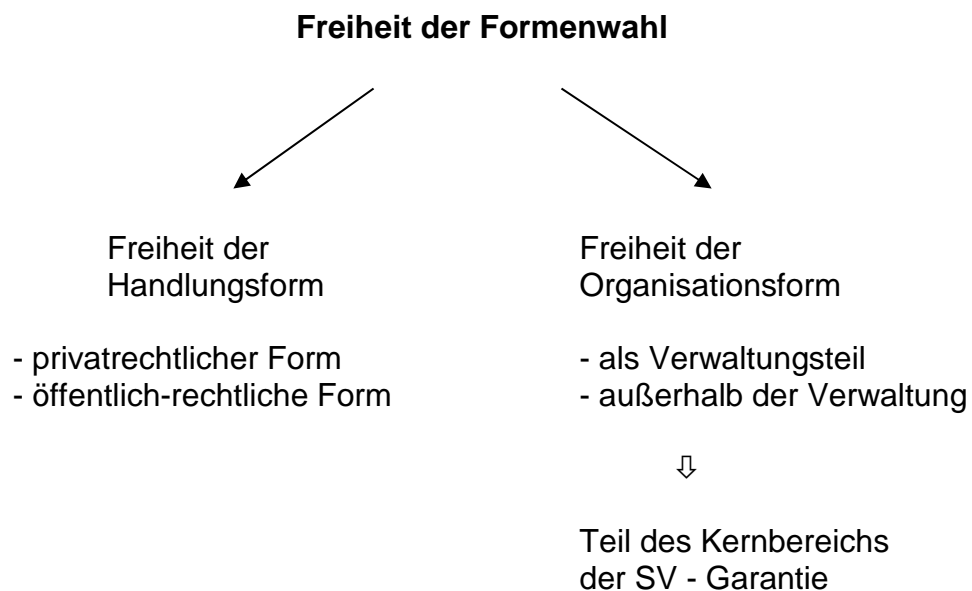 Freiheit der Formenwahl
Freiheit der
Handlungsform
- privatrechtlicher Form
- öffentlich-rechtliche Form
Freiheit der
Organisationsform
- als Verwaltungsteil
- außerhalb der Verwaltung
⇩
Teil des Kernbereichs
der SV - Garantie